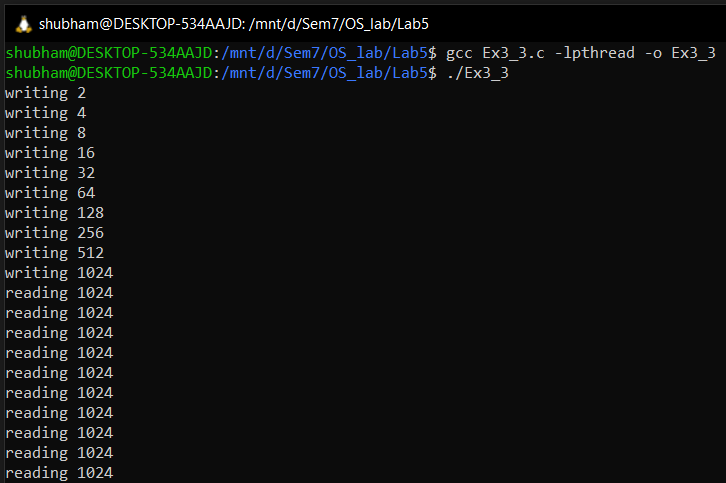 shubham@DESKTOP-534AAJD: /mnt/d/Sem7/OS_lab/Lab5
shubham@DESKTOP-534AAJD:/mnt/d/Sem7/OS_lab/Lab5$ gcc Ex3_3.c -lpthread -o Ex3_3
shubham@DESKTOP-534AAJD:/mnt/d/Sem7/OS_lab/Lab5$ ./Ex3_3
writing 2
writing 4
writing 8
writing 16
writing 32
writing 64
writing 128
writing 256
writing 512
writing 1024
reading 1024
reading 1024
reading 1024
reading 1024
reading 1024
reading 1024
reading 1024
reading 1024
reading 1024
reading 1024